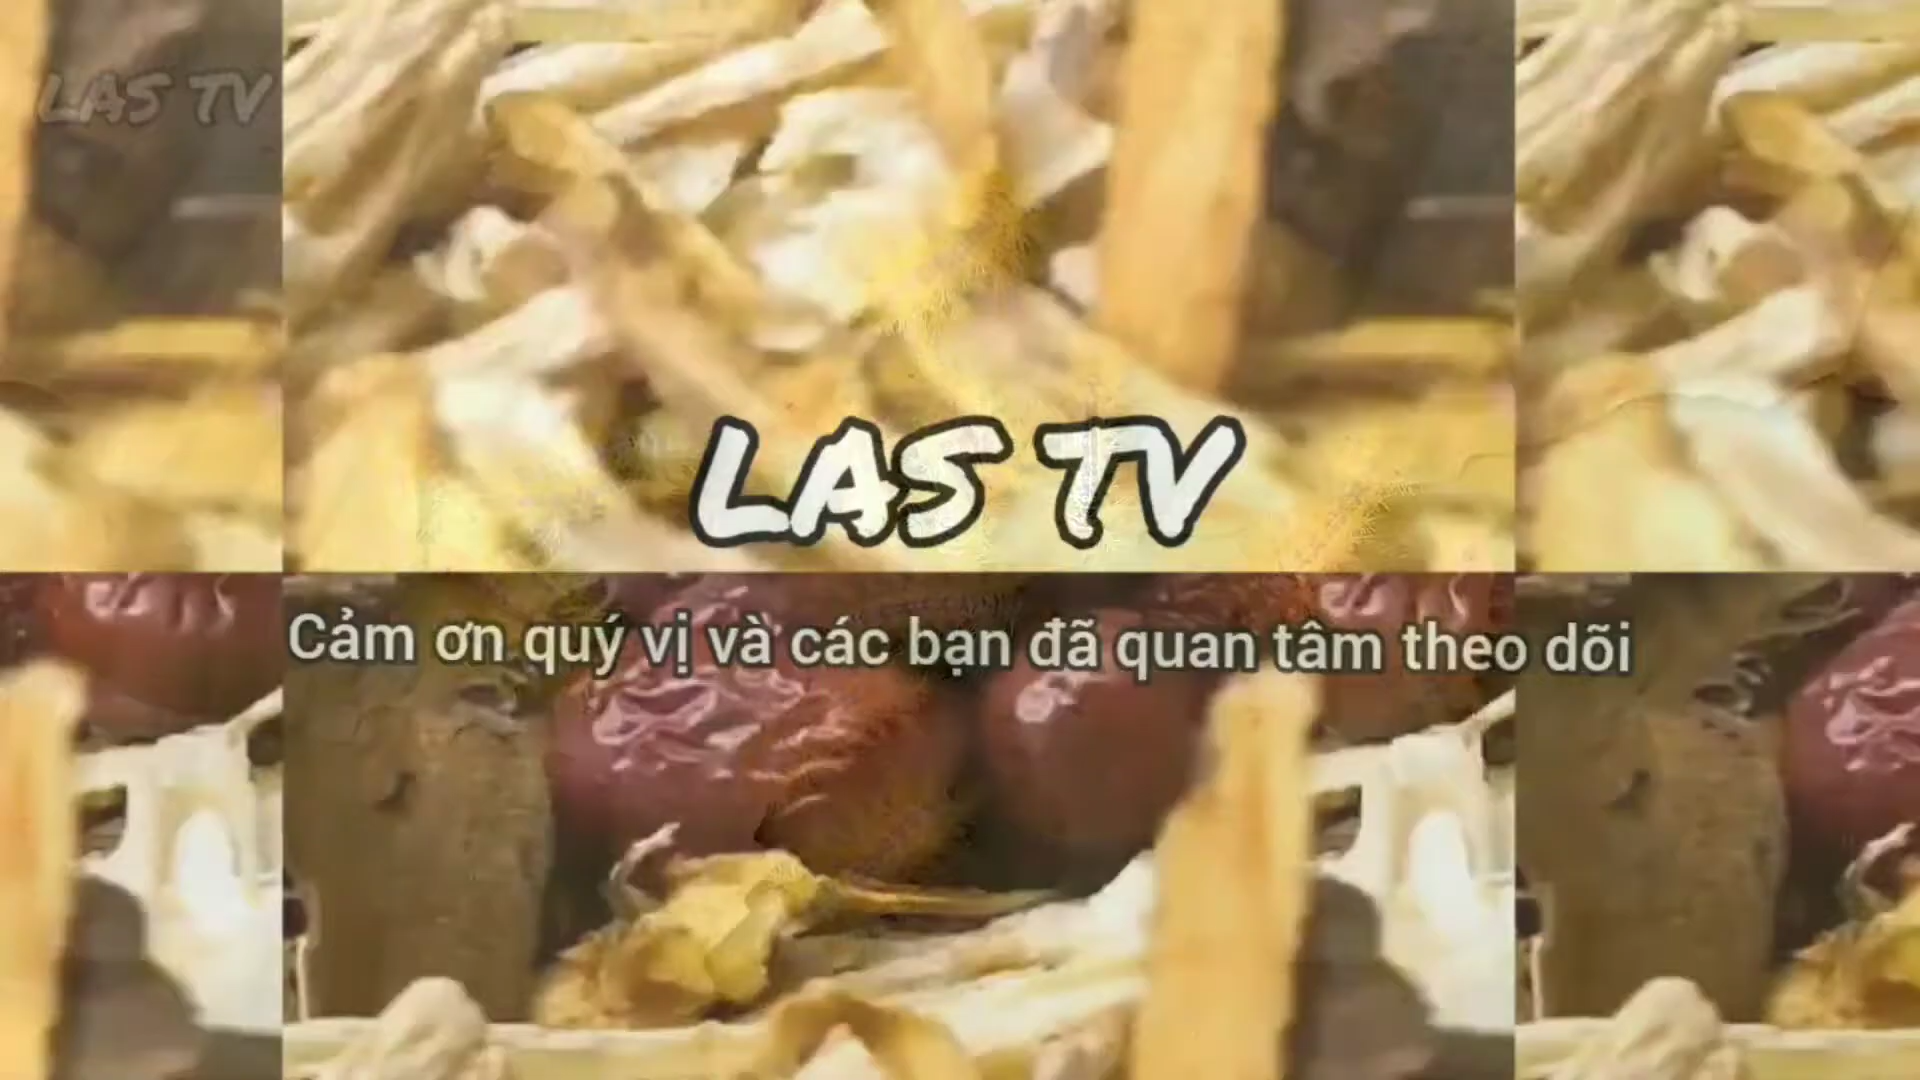 LAS TV
LAS TV
Cảm ơn quý vị và các bạn đã quan tâm theo dõi